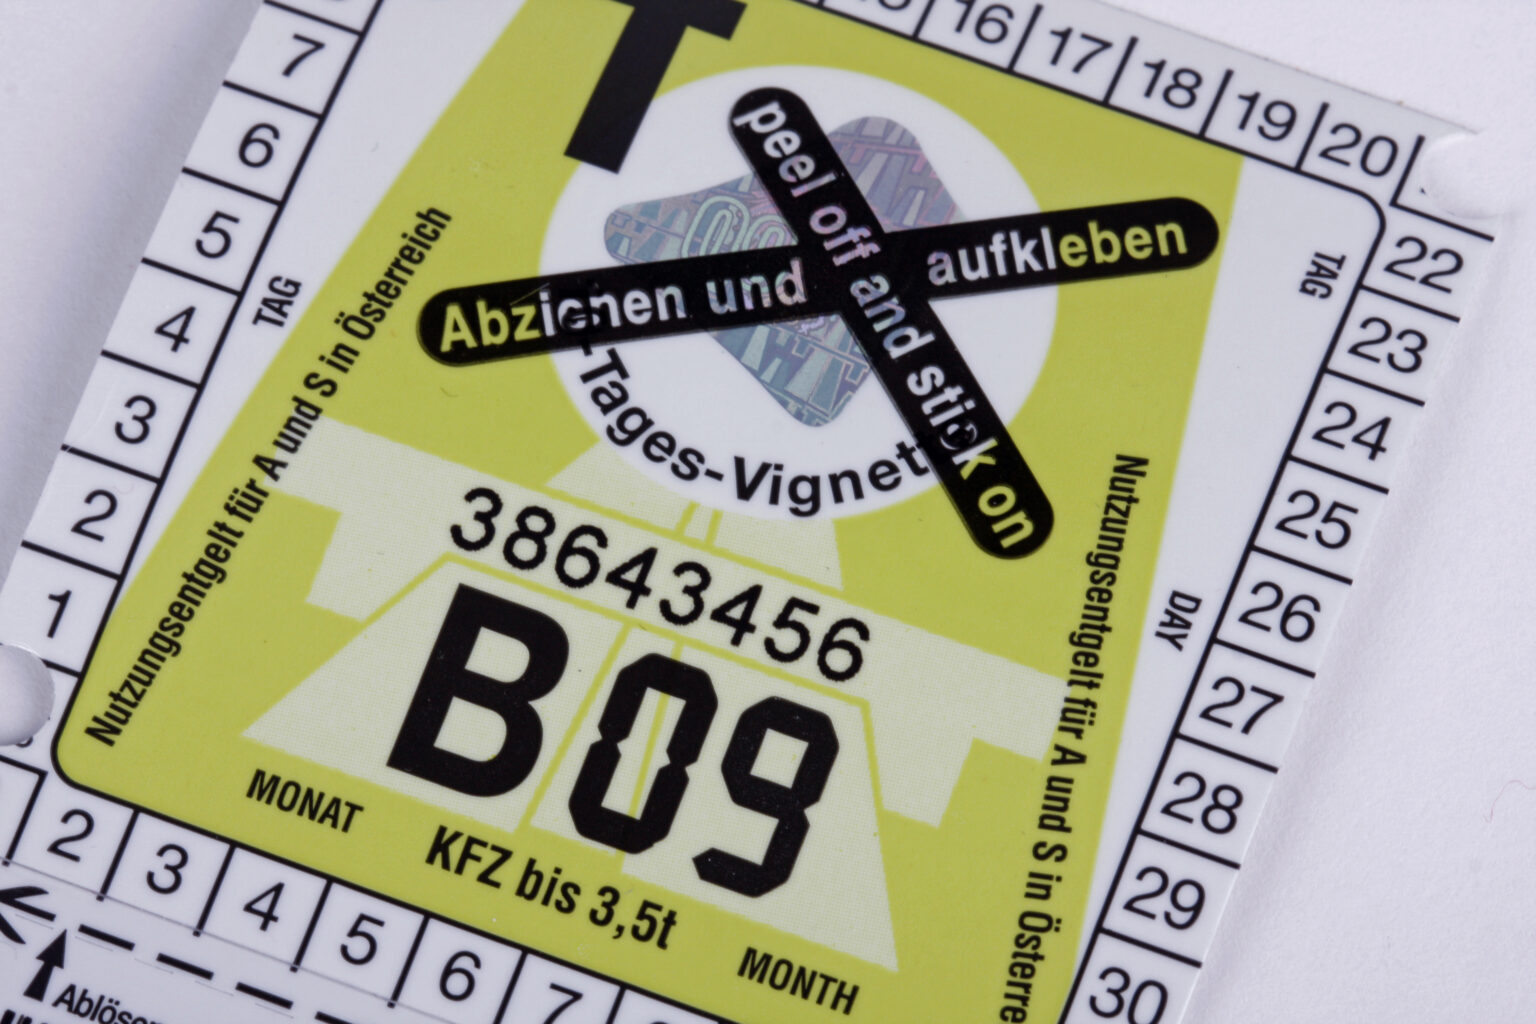 T
16 17 18 19 20
7
6
5
4
3
2
1
TAG
Nutzungsentgelt für A und S in Österreich
peel off and stick on
Abziehen und aufkleben
-Tages-Vignet
38643456
B09
MONAT
KFZ bis 3,5t
MONTH
TAG
DAY
Nutzungsentgelt für A und S in Österre
22
23
24
25
26
27
28
29
30
2 3 4 5 6 7